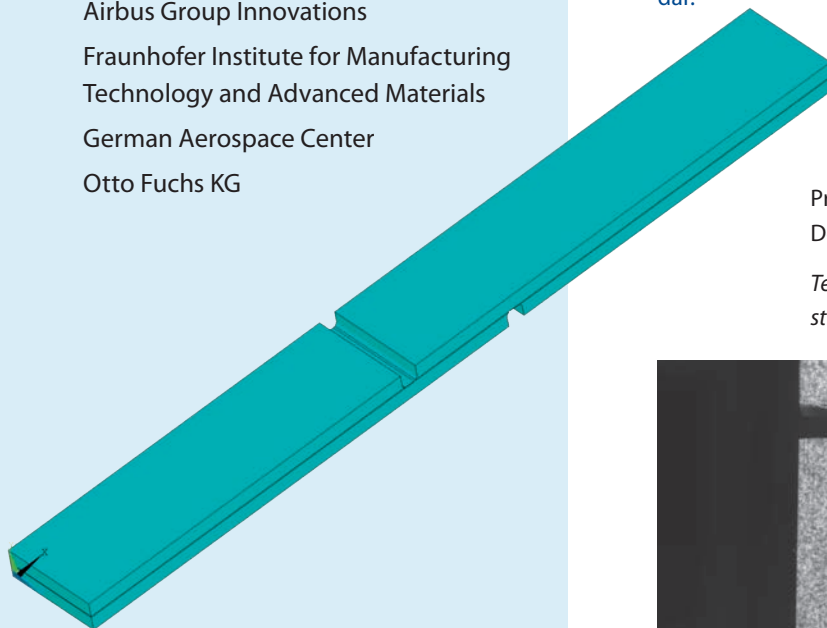 Airbus Group Innovations
Fraunhofer Institute for Manufacturing
Technology and Advanced Materials
German Aerospace Center
Otto Fuchs KG